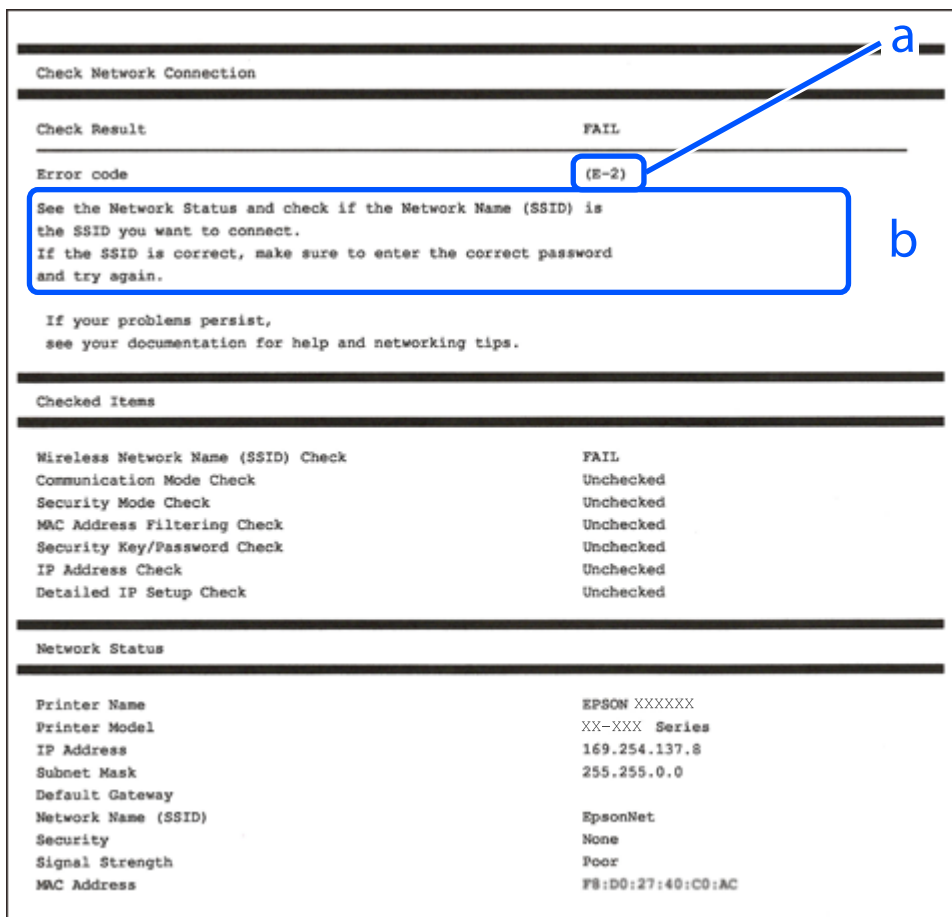 a
Check Network Connection
Check Result FAIL
Error code (E-2)
See the Network Status and check if the Network Name (SSID) is
the SSID you want to connect.
b
If the SSID is correct, make sure to enter the correct password
and try again.
If your problems persist,
see your documentation for help and networking tips.
Checked Items
Wireless Network Name (SSID) Check FAIL
Communication Mode Check Unchecked
Security Mode Check Unchecked
MAC Address Filtering Check Unchecked
Security Key/Password Check Unchecked
IP Address Check Unchecked
Detailed IP Setup Check Unchecked
Network Status
Printer Name EPSON XXXXXX
Printer Model XX-XXX Series
IP Address 169.254.137.8
Subnet Mask 255.255.0.0
Default Gateway
Network Name (SSID) EpsonNet
Security None
Signal Strength Poor
MAC Address F8:D0:27:40:C0:AC